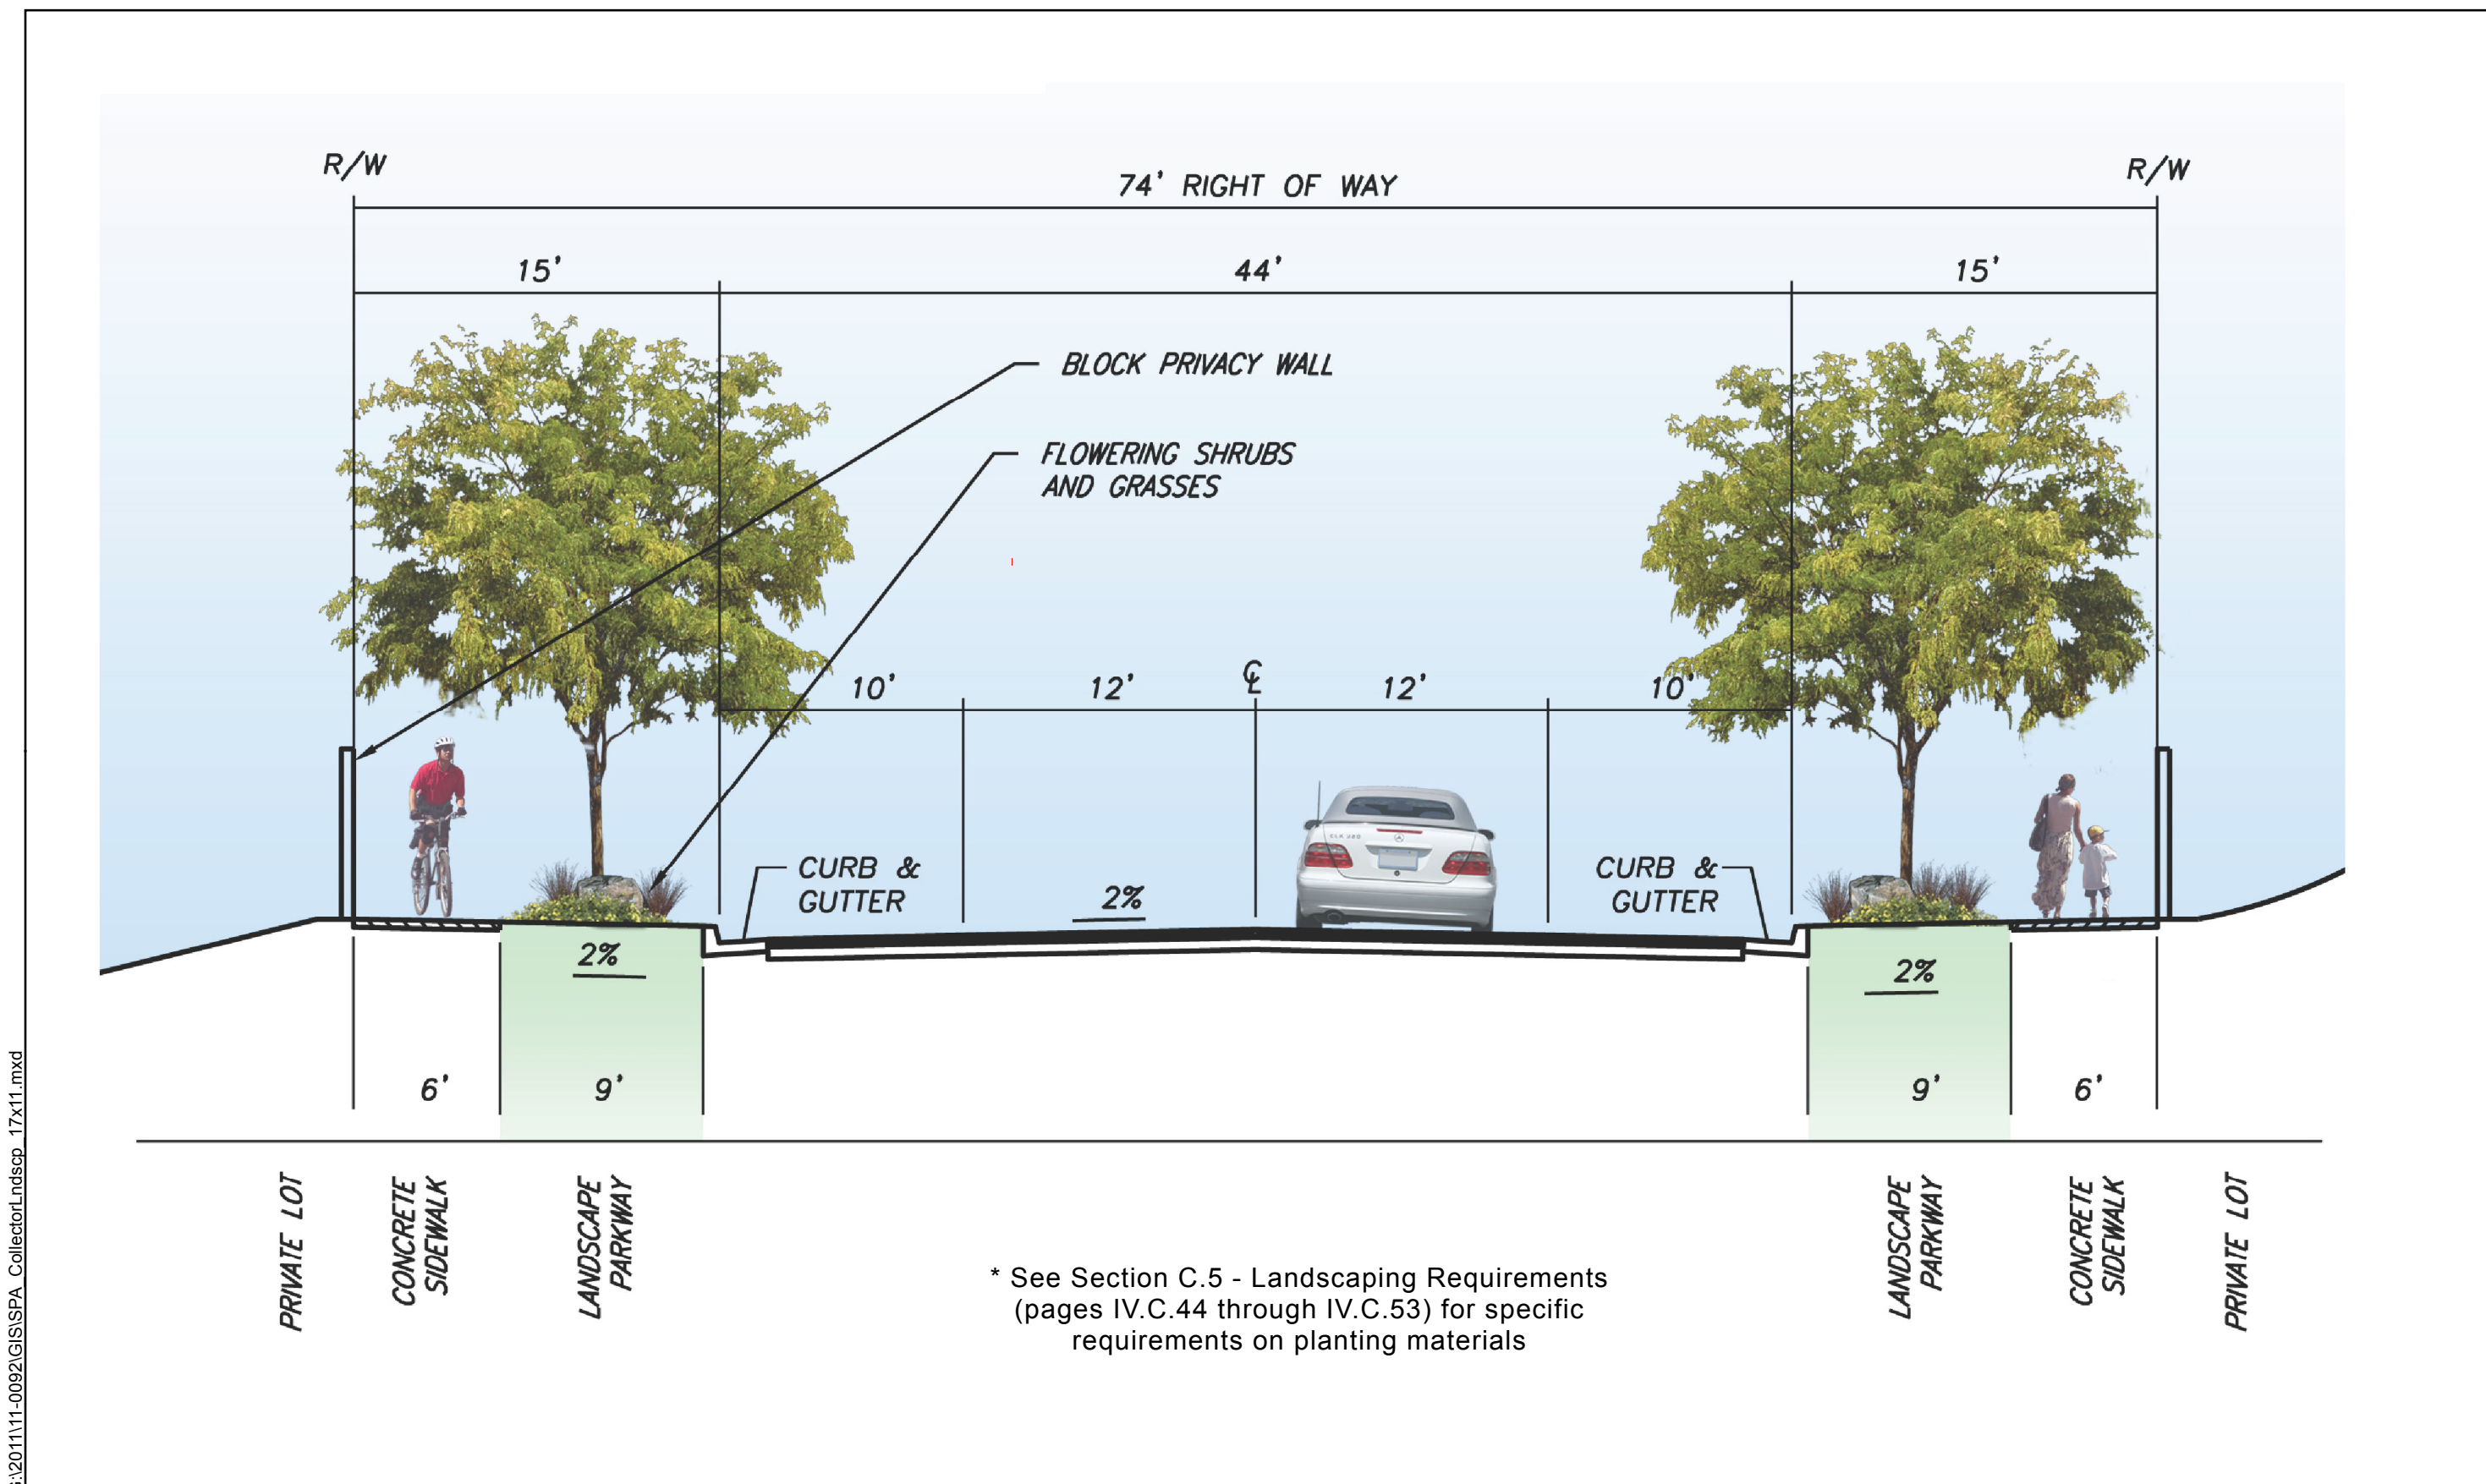 R/W
R/W
74' RIGHT OF WAY
15'
44'
15'
BLOCK PRIVACY WALL
FLOWERING SHRUBS
AND GRASSES
10'
12'
℄
12'
10'
CURB &
GUTTER
2%
CURB &
GUTTER
2%
2%
6'
9'
9'
6'
PRIVATE LOT
CONCRETE
SIDEWALK
LANDSCAPE
PARKWAY
LANDSCAPE
PARKWAY
CONCRETE
SIDEWALK
PRIVATE LOT
* See Section C.5 - Landscaping Requirements
(pages IV.C.44 through IV.C.53) for specific
requirements on planting materials
:\2011\11-0092\GIS\SPA_CollectorLndscp_17x11.mxd